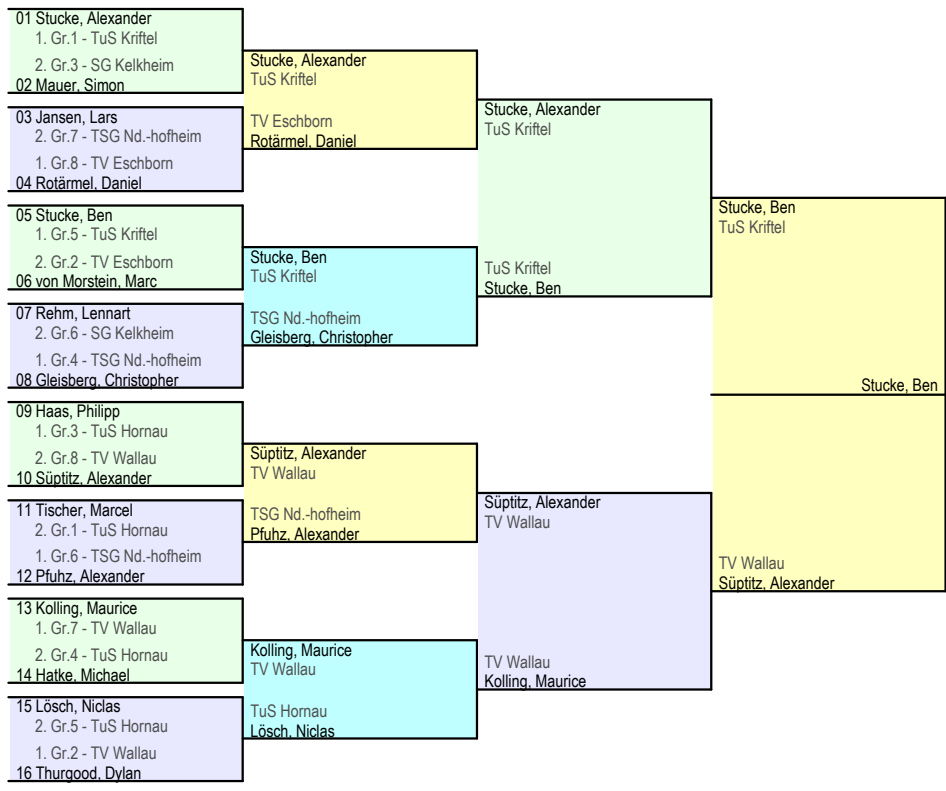 01 Stucke, Alexander
1. Gr.1 - TuS Kriftel
2. Gr.3 - SG Kelkheim
02 Mauer, Simon
03 Jansen, Lars
2. Gr.7 - TSG Nd.-hofheim
1. Gr.8 - TV Eschborn
04 Rotärmel, Daniel
05 Stucke, Ben
1. Gr.5 - TuS Kriftel
2. Gr.2 - TV Eschborn
06 von Morstein, Marc
07 Rehm, Lennart
2. Gr.6 - SG Kelkheim
1. Gr.4 - TSG Nd.-hofheim
08 Gleisberg, Christopher
09 Haas, Philipp
1. Gr.3 - TuS Hornau
2. Gr.8 - TV Wallau
10 Süptitz, Alexander
11 Tischer, Marcel
2. Gr.1 - TuS Hornau
1. Gr.6 - TSG Nd.-hofheim
12 Pfuhz, Alexander
13 Kolling, Maurice
1. Gr.7 - TV Wallau
2. Gr.4 - TuS Hornau
14 Hatke, Michael
15 Lösch, Niclas
2. Gr.5 - TuS Hornau
1. Gr.2 - TV Wallau
16 Thurgood, Dylan
Stucke, Alexander
TuS Kriftel
TV Eschborn
Rotärmel, Daniel
Stucke, Ben
TuS Kriftel
TSG Nd.-hofheim
Gleisberg, Christopher
Süptitz, Alexander
TV Wallau
TSG Nd.-hofheim
Pfuhz, Alexander
Kolling, Maurice
TV Wallau
TuS Hornau
Lösch, Niclas
Stucke, Alexander
TuS Kriftel
TuS Kriftel
Stucke, Ben
Süptitz, Alexander
TV Wallau
TV Wallau
Kolling, Maurice
Stucke, Ben
TuS Kriftel
TV Wallau
Süptitz, Alexander
Stucke, Ben